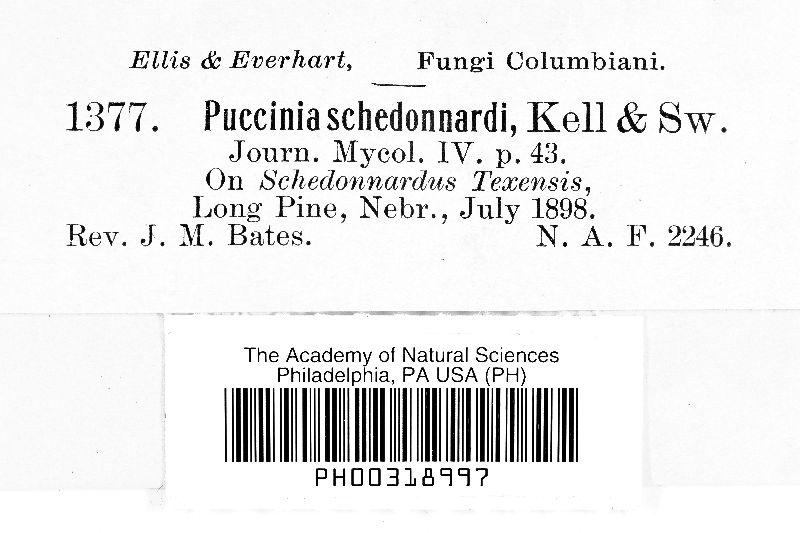 Ellis & Everhart, Fungi Columbiani.
1377. Puccinia schedonnardi, Kell & Sw.
Journ. Mycol. IV. p. 43.
On Schedonnardus Texensis,
Long Pine, Nebr., July 1898.
Rev. J. M. Bates. N. A. F. 2246.
The Academy of Natural Sciences
Philadelphia, PA USA (PH)
PH00318997